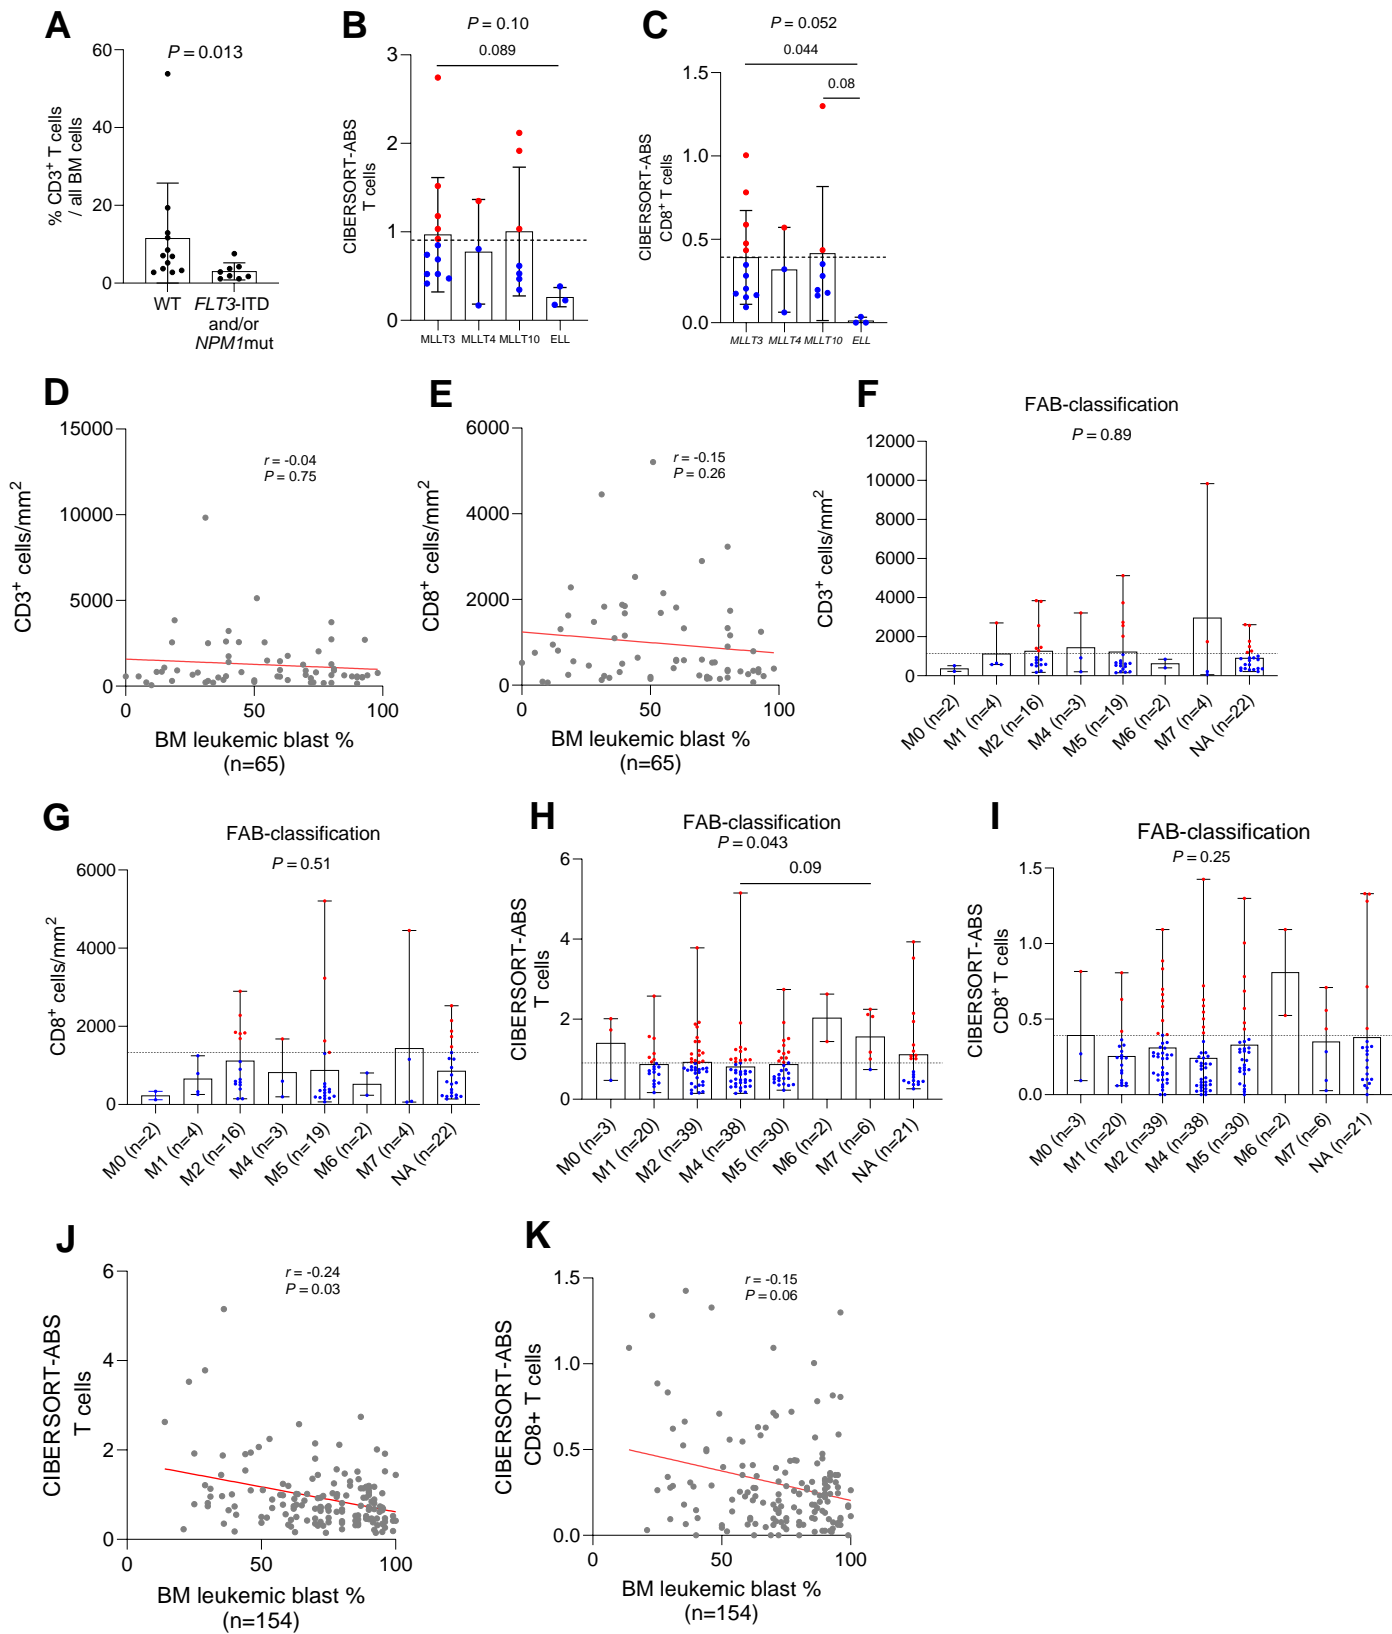 A
P = 0.013
% CD3+ T cells
/ all BM cells
60
40
20
0
WT
FLT3-ITD
and/or
NPM1mut
B
P = 0.10
0.089
CIBERSORT-ABS
T cells
3
2
1
0
MLLT3 MLLT4 MLLT10 ELL
C
P = 0.052
0.044
0.08
CIBERSORT-ABS
CD8+ T cells
1.5
1.0
0.5
0.0
MLLT3 MLLT4 MLLT10 ELL
D
r = -0.04
P = 0.75
CD3+ cells/mm2
15000
10000
5000
0
0 50 100
BM leukemic blast %
(n=65)
E
r = -0.15
P = 0.26
CD8+ cells/mm2
6000
4000
2000
0
0 50 100
BM leukemic blast %
(n=65)
F
FAB-classification
P = 0.89
CD3+ cells/mm2
12000
10000
8000
6000
4000
2000
0
M0 (n=2)
M1 (n=4)
M2 (n=16)
M4 (n=3)
M5 (n=19)
M6 (n=2)
M7 (n=4)
NA (n=22)
G
FAB-classification
P = 0.51
CD8+ cells/mm2
6000
4000
2000
0
M0 (n=2)
M1 (n=4)
M2 (n=16)
M4 (n=3)
M5 (n=19)
M6 (n=2)
M7 (n=4)
NA (n=22)
H
FAB-classification
P = 0.043
0.09
CIBERSORT-ABS
T cells
6
4
2
0
M0 (n=3)
M1 (n=20)
M2 (n=39)
M4 (n=38)
M5 (n=30)
M6 (n=2)
M7 (n=6)
NA (n=21)
I
FAB-classification
P = 0.25
CIBERSORT-ABS
CD8+ T cells
1.5
1.0
0.5
0.0
M0 (n=3)
M1 (n=20)
M2 (n=39)
M4 (n=38)
M5 (n=30)
M6 (n=2)
M7 (n=6)
NA (n=21)
J
r = -0.24
P = 0.03
CIBERSORT-ABS
T cells
6
4
2
0
0 50 100
BM leukemic blast %
(n=154)
K
r = -0.15
P = 0.06
CIBERSORT-ABS
CD8+ T cells
1.5
1.0
0.5
0.0
0 50 100
BM leukemic blast %
(n=154)